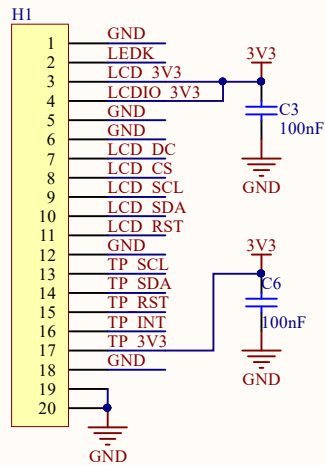 H1
1 GND
2 LEDK
3 LCD 3V3
4 LCDIO 3V3
5 GND
6 GND
7 LCD DC
8 LCD CS
9 LCD SCL
10 LCD SDA
11 LCD RST
12 GND
13 TP SCL
14 TP SDA
15 TP RST
16 TP INT
17 TP 3V3
18 GND
19
20
GND
3V3
C3
100nF
GND
3V3
C6
100nF
GND